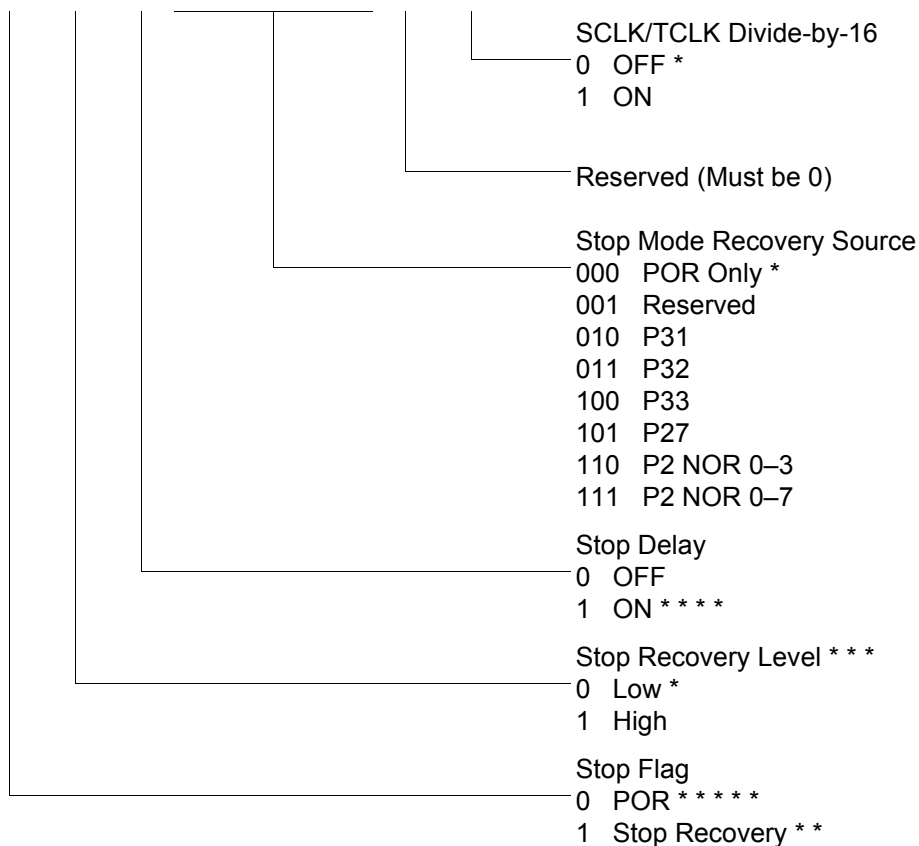 SCLK/TCLK Divide-by-16
0 OFF *
1 ON
Reserved (Must be 0)
Stop Mode Recovery Source
000 POR Only *
001 Reserved
010 P31
011 P32
100 P33
101 P27
110 P2 NOR 0–3
111 P2 NOR 0–7
Stop Delay
0 OFF
1 ON * * * *
Stop Recovery Level * * *
0 Low *
1 High
Stop Flag
0 POR * * * * *
1 Stop Recovery * *